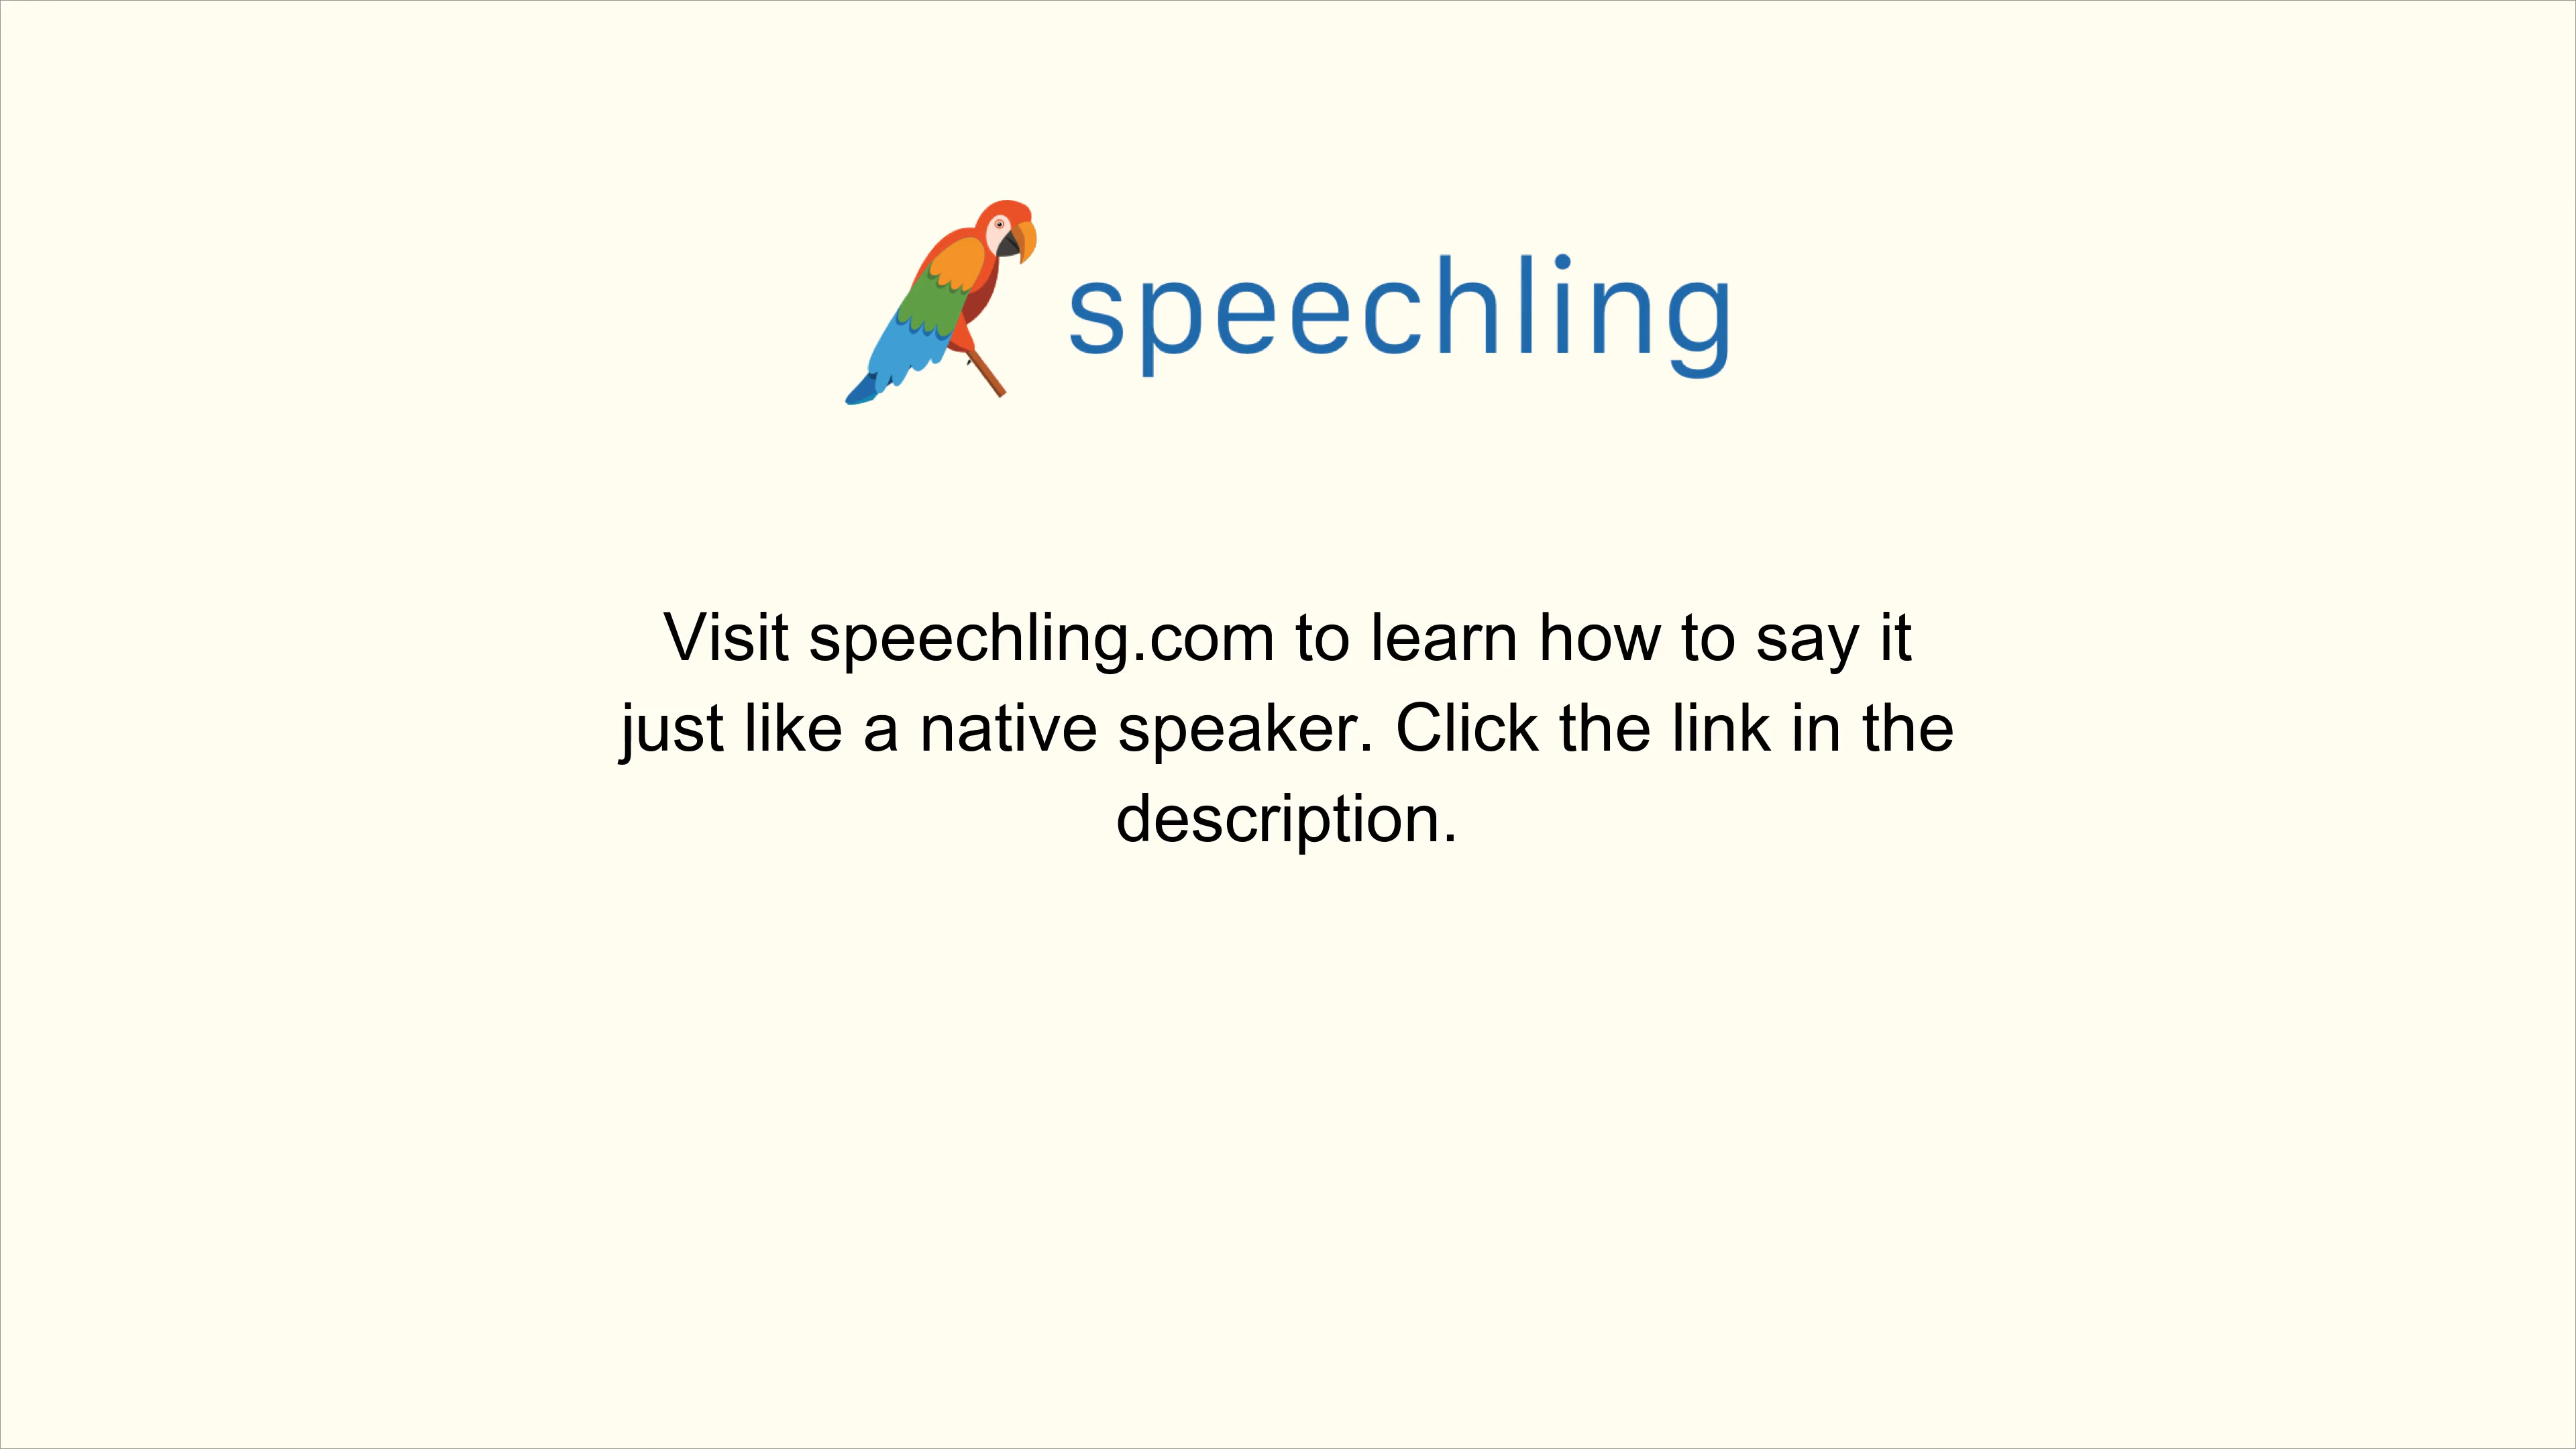 speechling
Visit speechling.com to learn how to say it
just like a native speaker. Click the link in the
description.